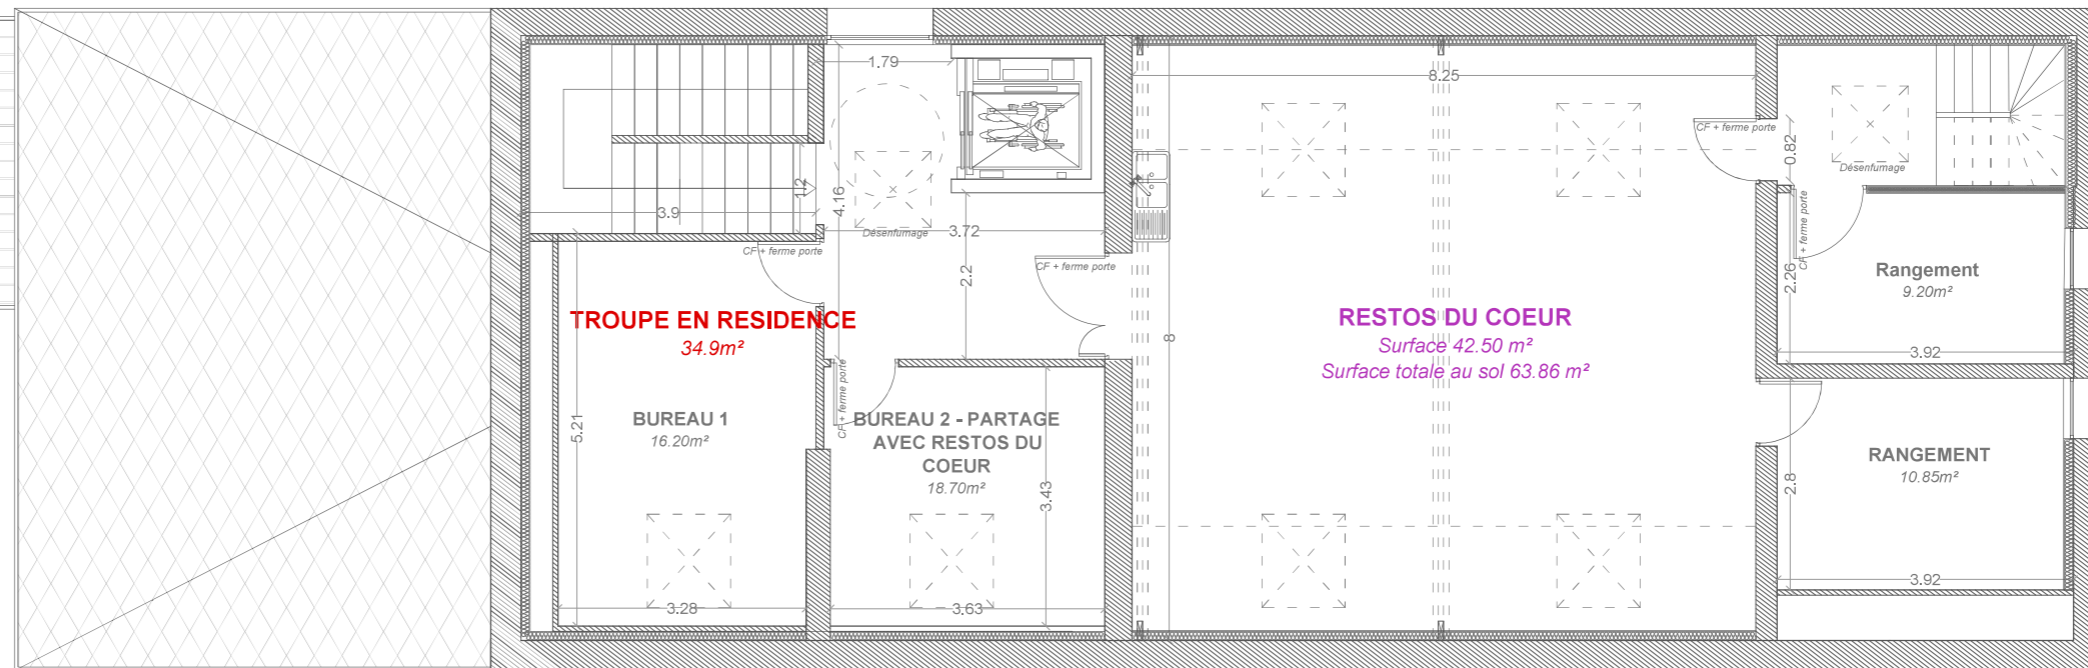 1.79
8.25
CF + ferme porte
0.82
Désenfumage
1.2
4.16
3.9
Désenfumage
3.72
CF + ferme porte
CF + ferme porte
2.2
CF + ferme porte
2.26
Rangement
9.20m²
TROUPE EN RESIDENCE
34.9m²
8
RESTOS DU COEUR
Surface 42.50 m²
Surface totale au sol 63.86 m²
3.92
CF + ferme porte
5.21
BUREAU 1
16.20m²
BUREAU 2 - PARTAGE
AVEC RESTOS DU
COEUR
18.70m²
3.43
RANGEMENT
10.85m²
2.8
3.92
3.28
3.63